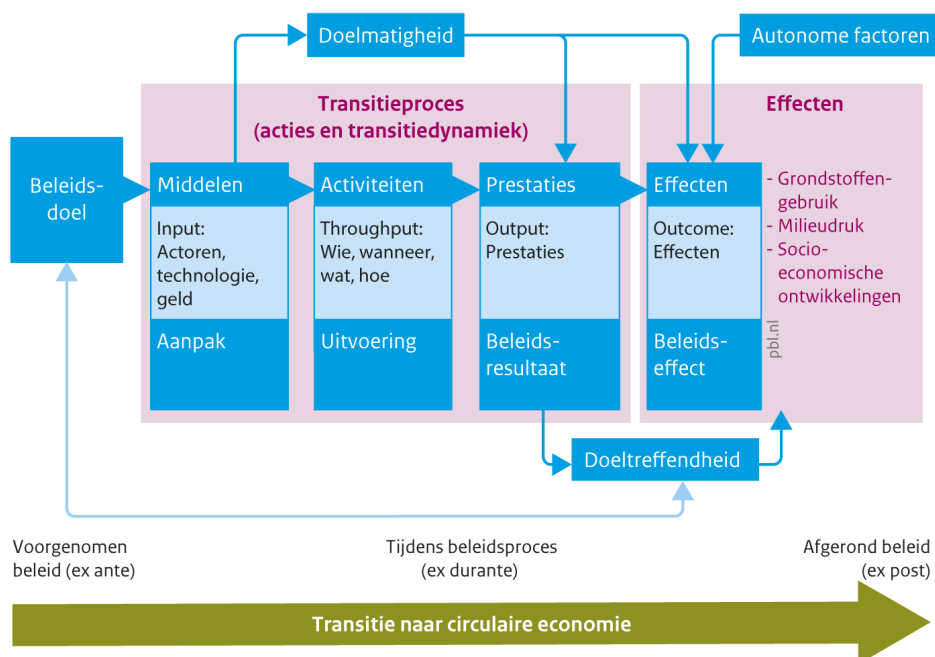 Doelmatigheid
Autonome factoren
Transitieproces
(acties en transitiedynamiek)
Effecten
Beleids-
doel
Middelen
Input:
Actoren,
technologie,
geld
Aanpak
Activiteiten
Throughput:
Wie, wanneer,
wat, hoe
Uitvoering
Prestaties
Output:
Prestaties
Beleids-
resultaat
Effecten
Outcome:
Effecten
Beleids-
effect
- Grondstoffen-
gebruik
- Milieudruk
- Socio-
economische
ontwikkelingen
pbl.nl
Doeltreffendheid
Voorgenomen
beleid (ex ante)
Tijdens beleidsproces
(ex durante)
Afgerond beleid
(ex post)
Transitie naar circulaire economie